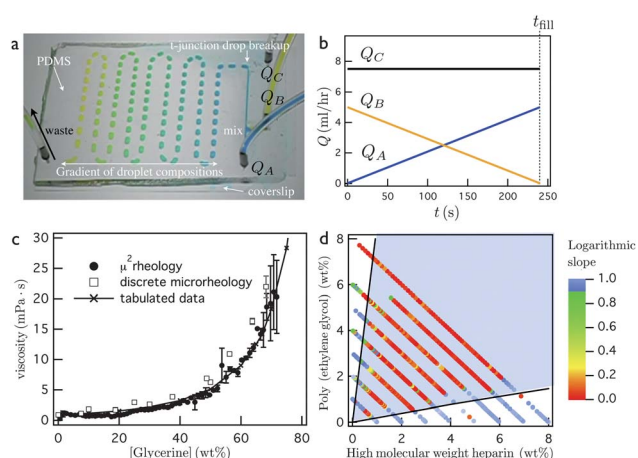 a
t-junction drop breakup
PDMS
Q_C
Q_B
waste
mix
Q_A
Gradient of droplet compositions
coverslip
b
t_fill
Q (ml/hr)
8
6
4
2
0
Q_C
Q_B
Q_A
0 50 100 150 200 250
t (s)
c
viscosity (mPa·s)
30
25
20
15
10
5
0
μ² rheology
discrete microrheology
tabulated data
0 20 40 60 80
[Glycerine] (wt%)
d
Poly (ethylene glycol) (wt%)
8
6
4
2
0
0 2 4 6 8
High molecular weight heparin (wt%)
Logarithmic
slope
1.0
0.8
0.6
0.4
0.2
0.0